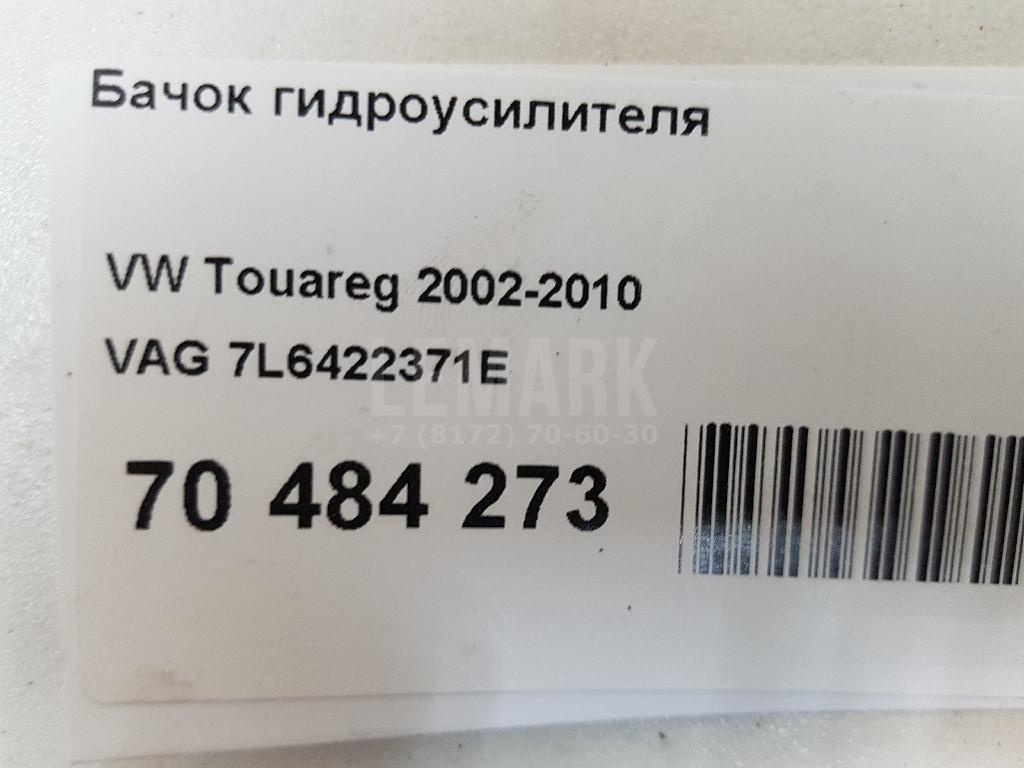 Бачок гидроусилителя
VW Touareg 2002-2010
VAG 7L6422371E
LEMARK
+7 (8172) 70-60-30
70 484 273